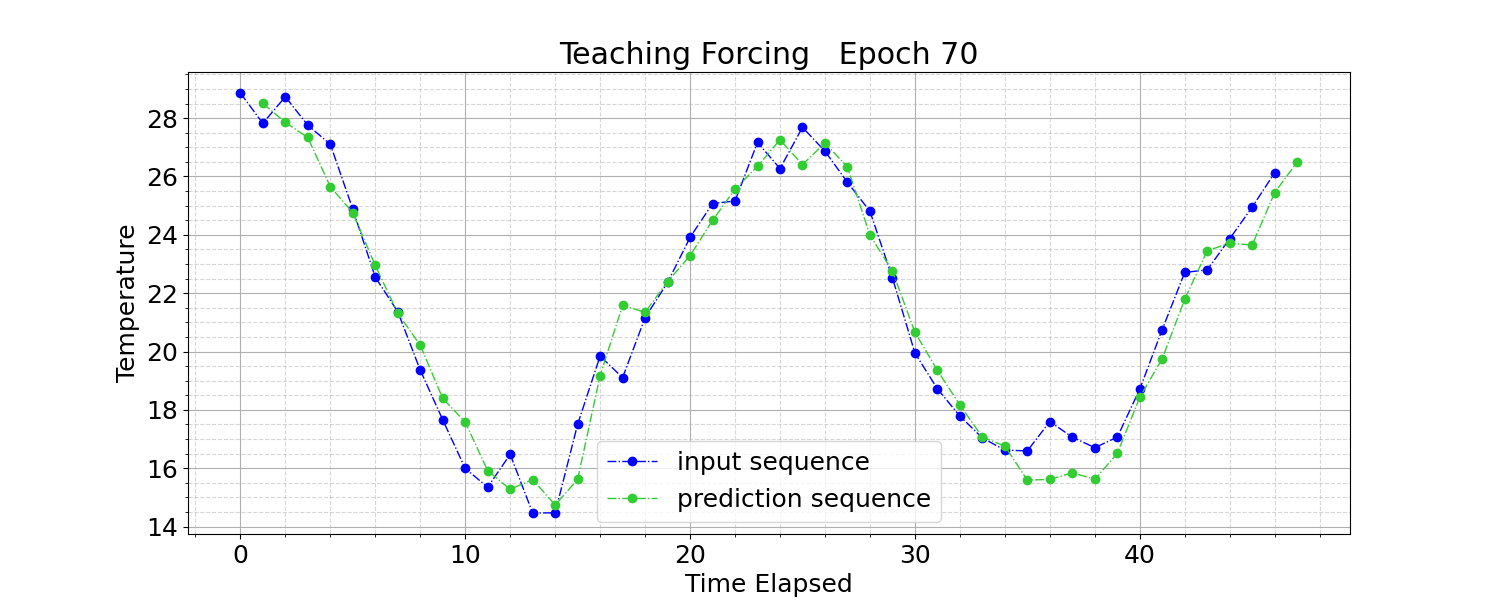 Teaching Forcing   Epoch 70
Temperature
28
26
24
22
20
18
16
14
input sequence
prediction sequence
0 10 20 30 40
Time Elapsed